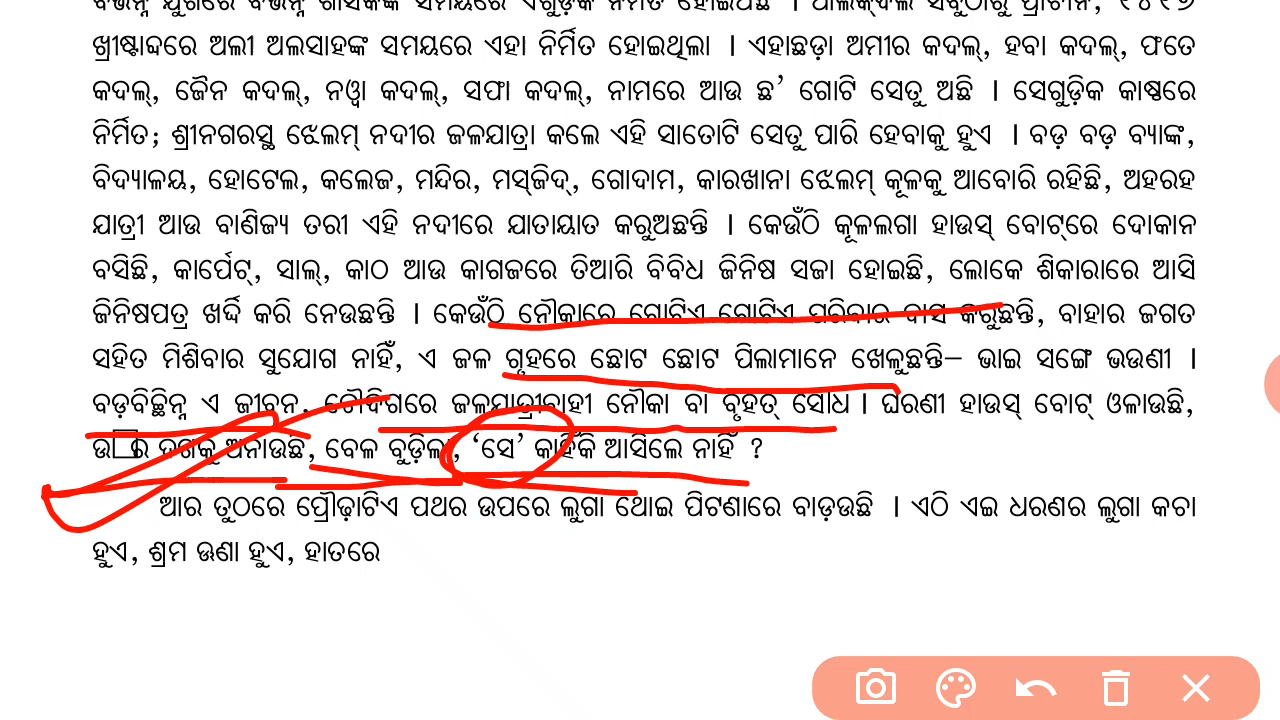 ଖ୍ରୀଷ୍ଟାବ୍ଦରେ ଅଲୀ ଅଲସାହଙ୍କ ସମୟରେ ଏହା ନିର୍ମିତ ହୋଇଥିଲା । ଏହାଛଡ଼ା ଅମୀର କଦଲ୍, ହବା କଦଲ୍, ଫତେ
କଦଲ୍, ଜୈନ କଦଲ୍, ନୱା କଦଲ୍, ସଫା କଦଲ୍, ନାମରେ ଆଉ ଛ’ ଗୋଟି ସେତୁ ଅଛି । ସେଗୁଡ଼ିକ କାଷ୍ଠରେ
ନିର୍ମିତ; ଶ୍ରୀନଗରସ୍ଥ ଝେଲମ୍ ନଦୀର ଜଳଯାତ୍ରା କଲେ ଏହି ସାତୋଟି ସେତୁ ପାରି ହେବାକୁ ହୁଏ । ବଡ଼ ବଡ଼ ବ୍ୟାଙ୍କ,
ବିଦ୍ୟାଳୟ, ହୋଟେଲ, କଲେଜ, ମନ୍ଦିର, ମସ୍‌ଜିଦ୍, ଗୋଦାମ, କାରଖାନା ଝେଲମ୍ କୂଳକୁ ଆବୋରି ରହିଛି, ଅହରହ
ଯାତ୍ରୀ ଆଉ ବାଣିଜ୍ୟ ତରୀ ଏହି ନଦୀରେ ଯାତାୟାତ କରୁଅଛନ୍ତି । କେଉଁଠି କୂଳଲଗା ହାଉସ୍ ବୋଟ୍‌ରେ ଦୋକାନ
ବସିଛି, କାର୍ପେଟ୍, ସାଲ୍, କାଠ ଆଉ କାଗଜରେ ତିଆରି ବିବିଧ ଜିନିଷ ସଜା ହୋଇଛି, ଲୋକେ ଶିକାରାରେ ଆସି
ଜିନିଷପତ୍ର ଖର୍ଦ୍ଦି କରି ନେଉଛନ୍ତି । କେଉଁଠି ନୌକାରେ ଗୋଟିଏ ଗୋଟିଏ ପରିବାର ବାସ କରୁଛନ୍ତି, ବାହାର ଜଗତ
ସହିତ ମିଶିବାର ସୁଯୋଗ ନାହିଁ, ଏ ଜଳ ଗୃହରେ ଛୋଟ ଛୋଟ ପିଲାମାନେ ଖେଳୁଛନ୍ତି– ଭାଇ ସଙ୍ଗେ ଭଉଣୀ ।
ବଡ଼ବିଚ୍ଛିନ୍ନ ଏ ଜୀବନ, ଚୌଦିଗରେ ଜଳଯାତ୍ରୀବାହୀ ନୌକା ବା ବୃହତ୍ ସୌଧ। ଘରଣୀ ହାଉସ୍ ବୋଟ୍ ଓଳାଉଛି,
ଅନାଉଛି, ବେଳ ବୁଡ଼ିଲା, ‘ସେ’ କାହିଁକି ଆସିଲେ ନାହିଁ ?
ଆର ତୁଠରେ ପ୍ରୌଢ଼ାଟିଏ ପଥର ଉପରେ ଲୁଗା ଥୋଇ ପିଟଣାରେ ବାଡ଼ଉଛି । ଏଠି ଏଇ ଧରଣର ଲୁଗା କଚା
ହୁଏ, ଶ୍ରମ ଊଣା ହୁଏ, ହାତରେ